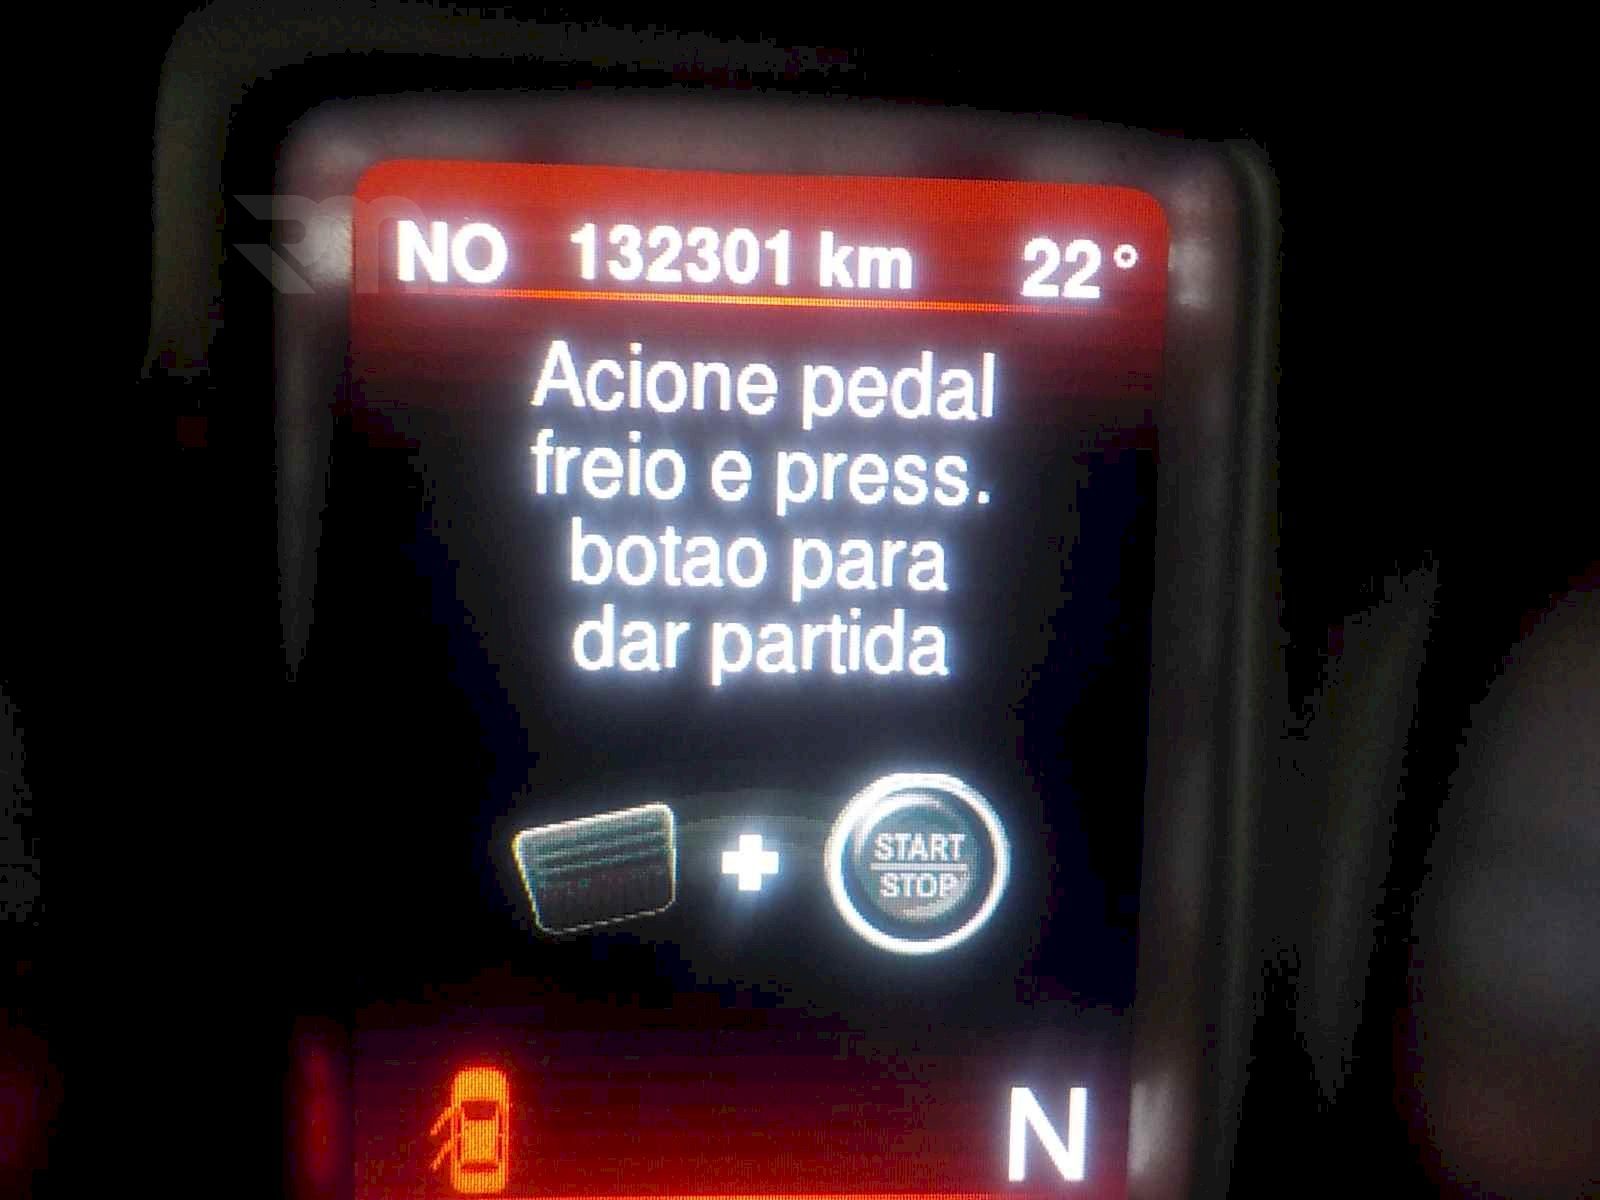 NO 132301 km 22°
Acione pedal
freio e press.
botao para
dar partida
START
STOP
N